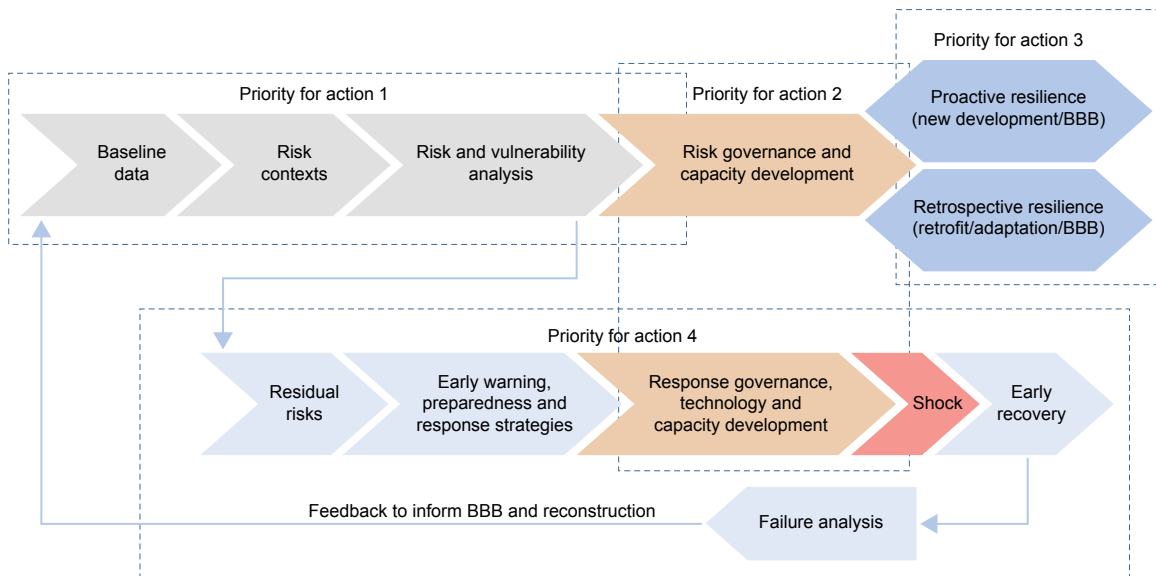 Priority for action 3
Priority for action 1
Priority for action 2
Proactive resilience
(new development/BBB)
Baseline
data
Risk
contexts
Risk and vulnerability
analysis
Risk governance and
capacity development
Retrospective resilience
(retrofit/adaptation/BBB)
Priority for action 4
Residual
risks
Early warning,
preparedness and
response strategies
Response governance,
technology and
capacity development
Shock
Early
recovery
Feedback to inform BBB and reconstruction
Failure analysis